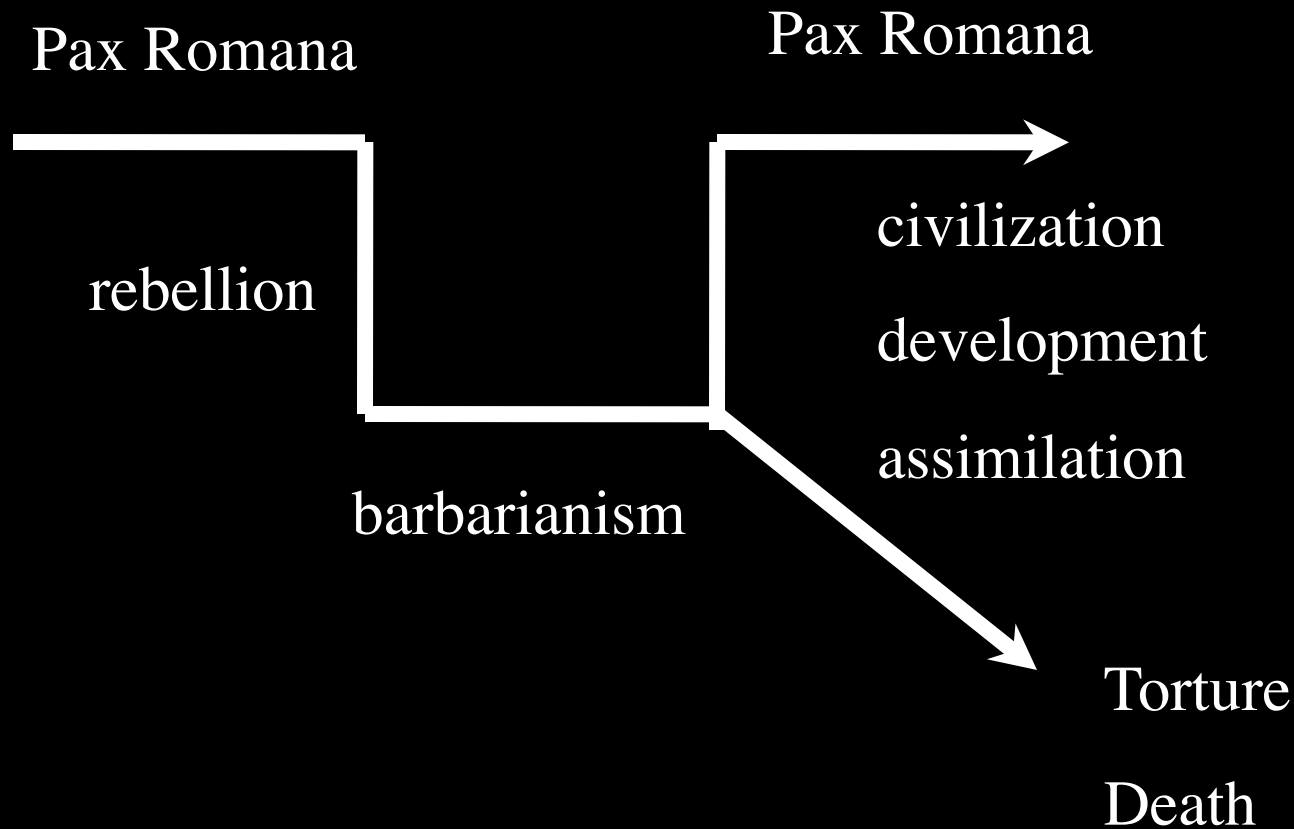 Pax Romana
Pax Romana
civilization
rebellion
development
assimilation
barbarianism
Torture
Death